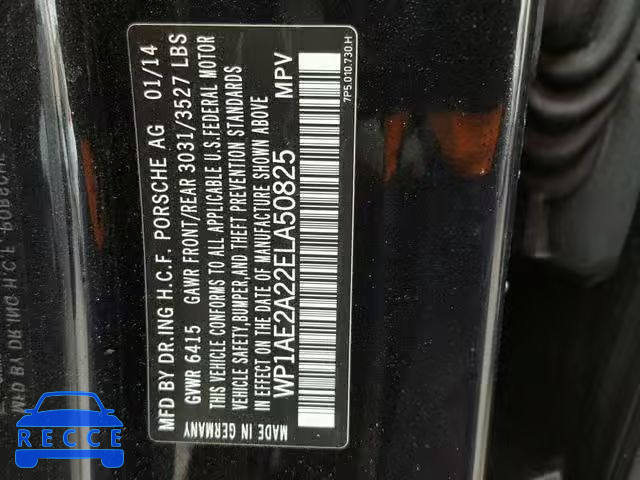 MFD BY DR.ING H.C.F. PORSCHE AG 01/14
GVWR 6415 GAWR FRONT/REAR 3031/3527 LBS
THIS VEHICLE CONFORMS TO ALL APPLICABLE U.S.FEDERAL MOTOR
VEHICLE SAFETY,BUMPER,AND THEFT PREVENTION STANDARDS
IN EFFECT ON THE DATE OF MANUFACTURE SHOWN ABOVE
WP1AE2A22ELA50825 MPV
MADE IN GERMANY
7P5.010.730.H
RECCE